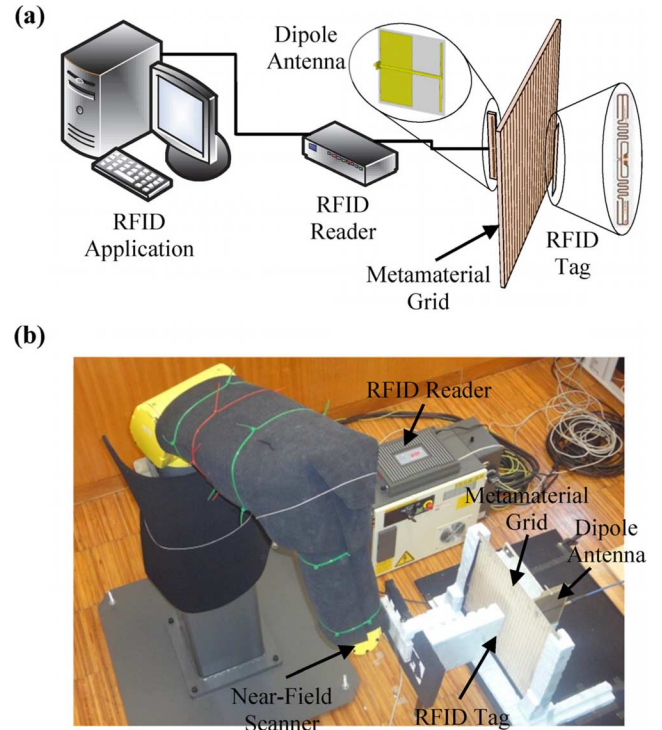 (a)
Dipole
Antenna
RFID
Application
RFID
Reader
Metamaterial
Grid
RFID
Tag
(b)
RFID Reader
Metamaterial
Grid
Dipole
Antenna
Near-Field
Scanner
RFID Tag